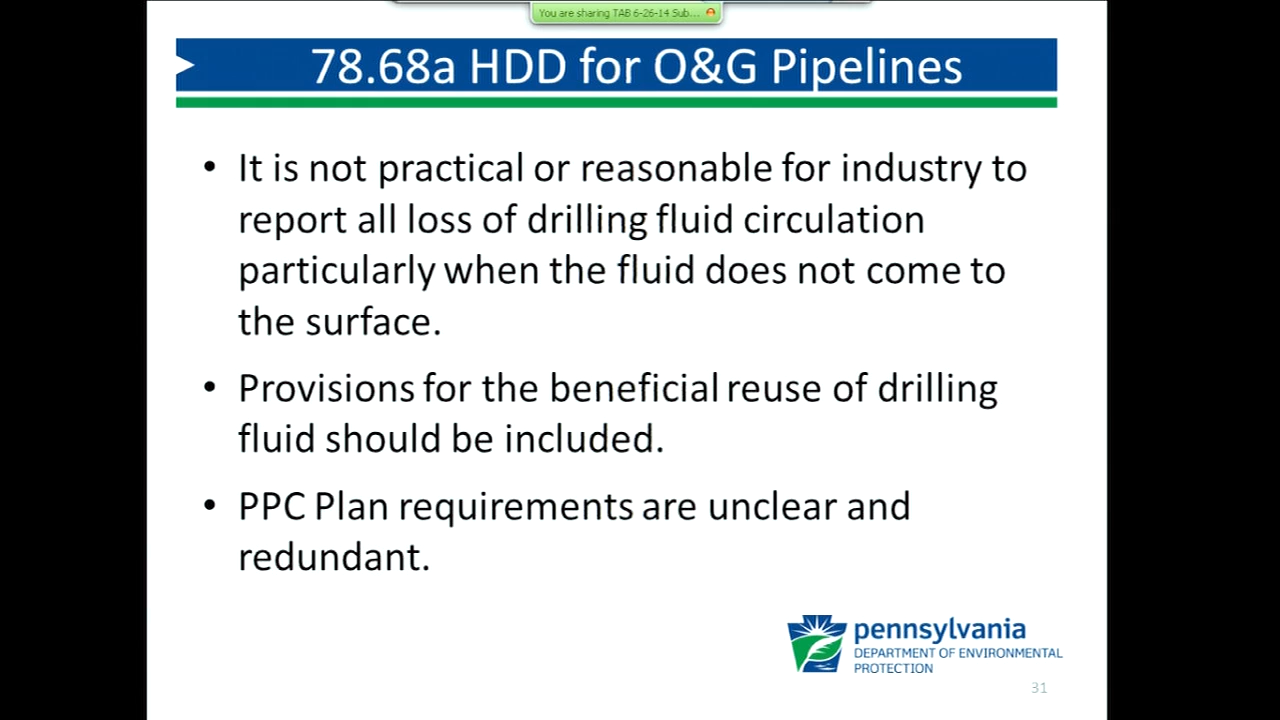 You are sharing TAB 6-26-14 Sub...
78.68a HDD for O&G Pipelines
• It is not practical or reasonable for industry to
report all loss of drilling fluid circulation
particularly when the fluid does not come to
the surface.
• Provisions for the beneficial reuse of drilling
fluid should be included.
• PPC Plan requirements are unclear and
redundant.
pennsylvania
DEPARTMENT OF ENVIRONMENTAL
PROTECTION
31